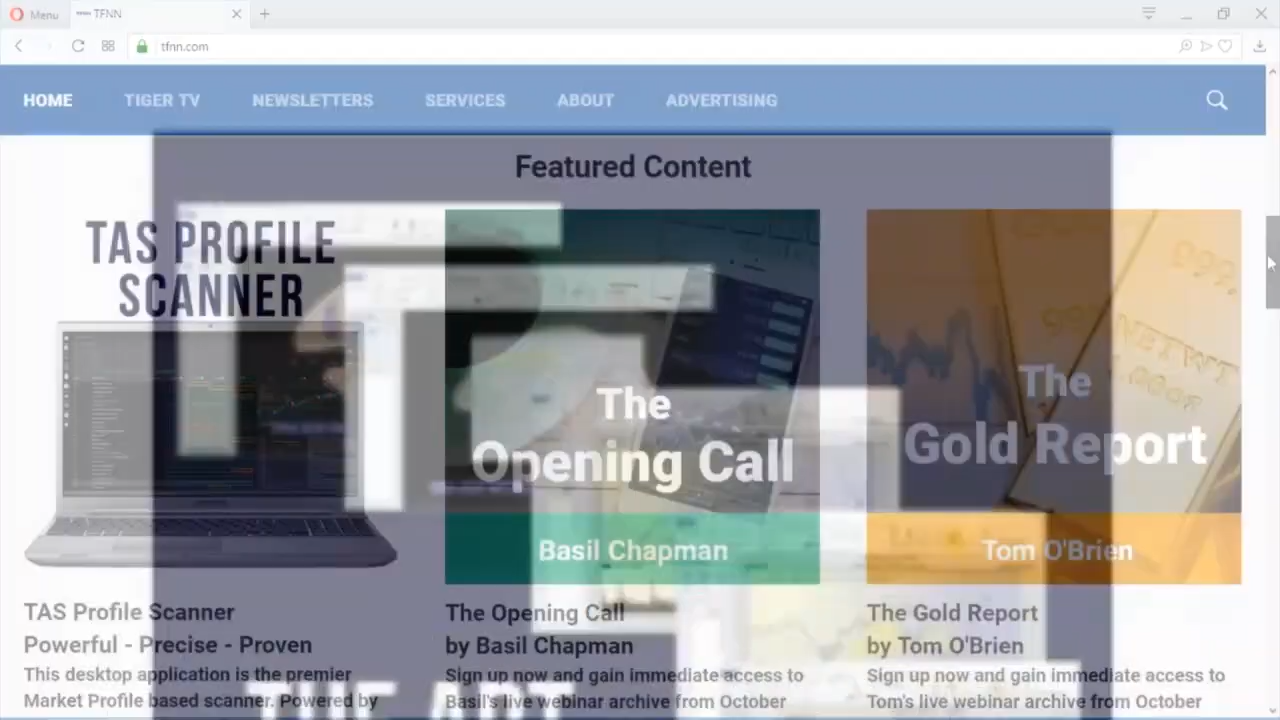 Menu
TFNN
tfnn.com
HOME
TIGER TV
NEWSLETTERS
SERVICES
ABOUT
ADVERTISING
Featured Content
TAS PROFILE
SCANNER
The
Opening Call
Basil Chapman
The
Gold Report
Tom O'Brien
TAS Profile Scanner
Powerful - Precise - Proven
This desktop application is the premier
Market Profile based scanner. Powered by
The Opening Call
by Basil Chapman
Sign up now and gain immediate access to
Basil's live webinar archive from October
The Gold Report
by Tom O'Brien
Sign up now and gain immediate access to
Tom's live webinar archive from October